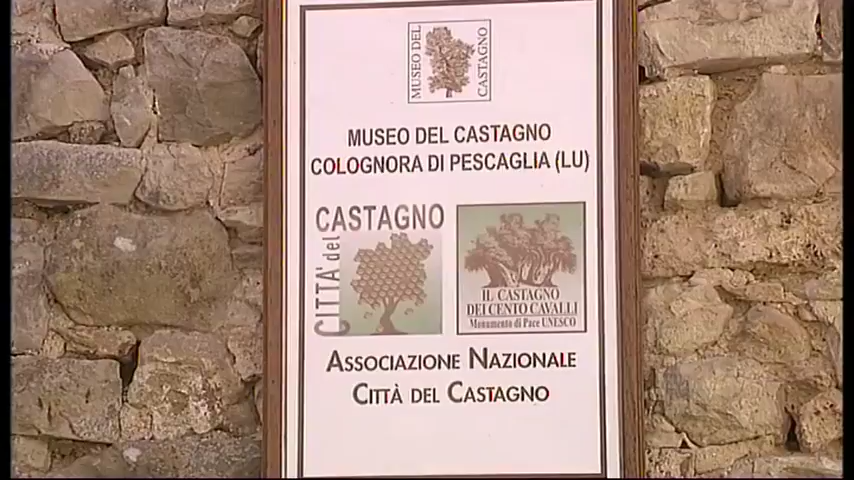 MUSEO DEL
CASTAGNO
MUSEO DEL CASTAGNO
COLOGNORA DI PESCAGLIA (LU)
CITTA' del
CASTAGNO
IL CASTAGNO
DEI CENTO CAVALLI
Monumento di Pace UNESCO
ASSOCIAZIONE NAZIONALE
CITTÀ DEL CASTAGNO